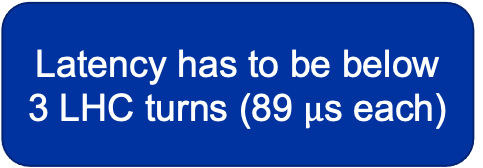 Latency has to be below
3 LHC turns (89 μs each)